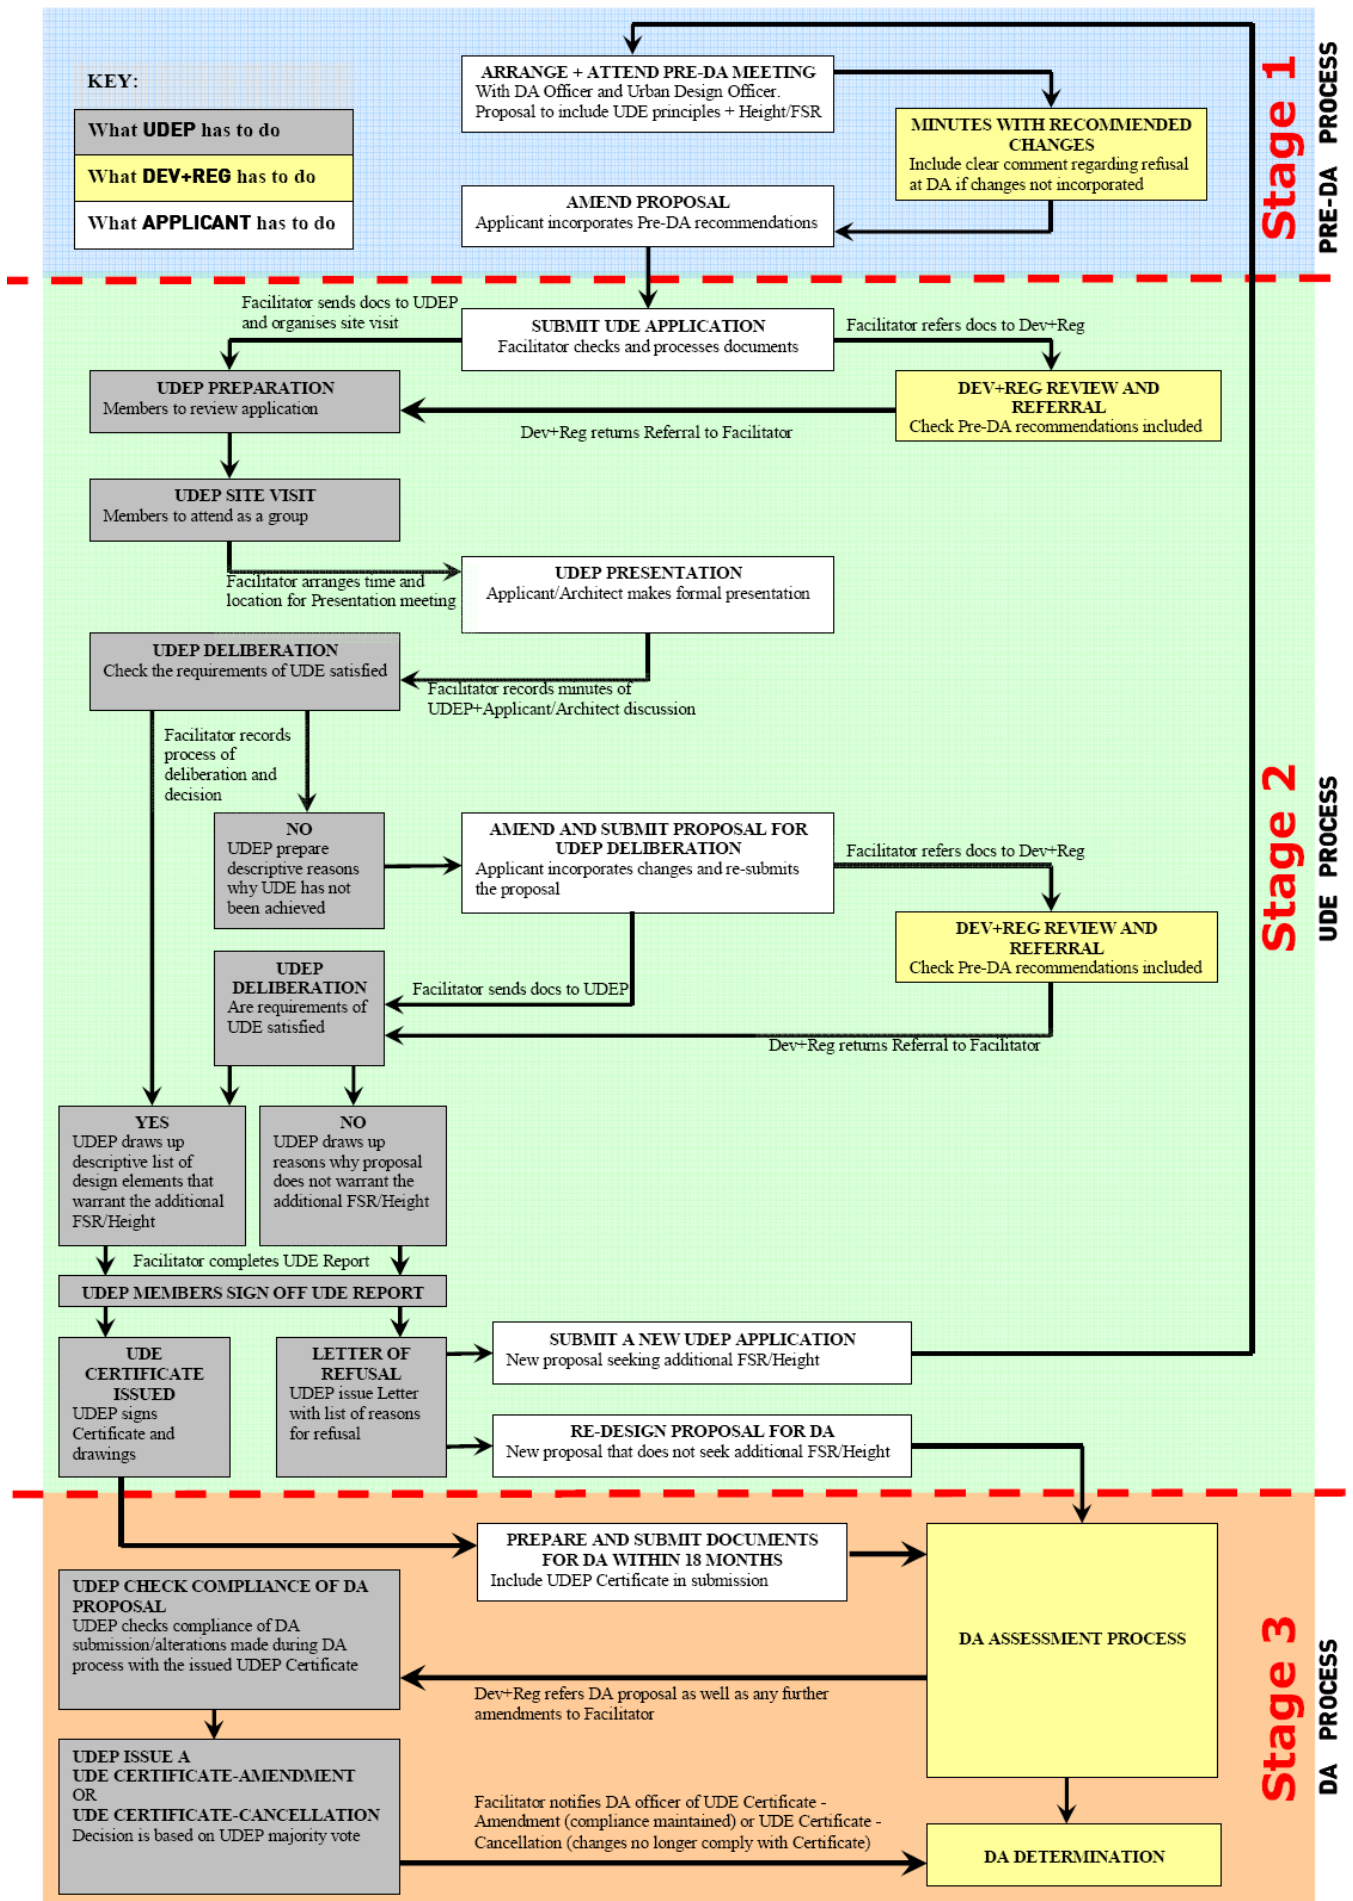 KEY:
What UDEP has to do
What DEV+REG has to do
What APPLICANT has to do
ARRANGE + ATTEND PRE-DA MEETING
With DA Officer and Urban Design Officer.
Proposal to include UDE principles + Height/FSR
MINUTES WITH RECOMMENDED
CHANGES
Include clear comment regarding refusal
at DA if changes not incorporated
AMEND PROPOSAL
Applicant incorporates Pre-DA recommendations
Stage 1
PRE-DA PROCESS
Facilitator sends docs to UDEP
and organises site visit
SUBMIT UDE APPLICATION
Facilitator checks and processes documents
Facilitator refers docs to Dev+Reg
UDEP PREPARATION
Members to review application
DEV+REG REVIEW AND
REFERRAL
Check Pre-DA recommendations included
Dev+Reg returns Referral to Facilitator
UDEP SITE VISIT
Members to attend as a group
Facilitator arranges time and
location for Presentation meeting
UDEP PRESENTATION
Applicant/Architect makes formal presentation
UDEP DELIBERATION
Check the requirements of UDE satisfied
Facilitator records minutes of
UDEP+Applicant/Architect discussion
Facilitator records
process of
deliberation and
decision
NO
UDEP prepare
descriptive reasons
why UDE has not
been achieved
AMEND AND SUBMIT PROPOSAL FOR
UDEP DELIBERATION
Applicant incorporates changes and re-submits
the proposal
Facilitator refers docs to Dev+Reg
DEV+REG REVIEW AND
REFERRAL
Check Pre-DA recommendations included
UDEP
DELIBERATION
Are requirements of
UDE satisfied
Facilitator sends docs to UDEP
Dev+Reg returns Referral to Facilitator
Stage 2
UDE PROCESS
YES
UDEP draws up
descriptive list of
design elements that
warrant the additional
FSR/Height
NO
UDEP draws up
reasons why proposal
does not warrant the
additional FSR/Height
Facilitator completes UDE Report
UDEP MEMBERS SIGN OFF UDE REPORT
UDE
CERTIFICATE
ISSUED
UDEP signs
Certificate and
drawings
LETTER OF
REFUSAL
UDEP issue Letter
with list of reasons
for refusal
SUBMIT A NEW UDEP APPLICATION
New proposal seeking additional FSR/Height
RE-DESIGN PROPOSAL FOR DA
New proposal that does not seek additional FSR/Height
PREPARE AND SUBMIT DOCUMENTS
FOR DA WITHIN 18 MONTHS
Include UDEP Certificate in submission
DA ASSESSMENT PROCESS
UDEP CHECK COMPLIANCE OF DA
PROPOSAL
UDEP checks compliance of DA
submission/alterations made during DA
process with the issued UDEP Certificate
Dev+Reg refers DA proposal as well as any further
amendments to Facilitator
UDEP ISSUE A
UDE CERTIFICATE-AMENDMENT
OR
UDE CERTIFICATE-CANCELLATION
Decision is based on UDEP majority vote
Facilitator notifies DA officer of UDE Certificate -
Amendment (compliance maintained) or UDE Certificate -
Cancellation (changes no longer comply with Certificate)
DA DETERMINATION
Stage 3
DA PROCESS